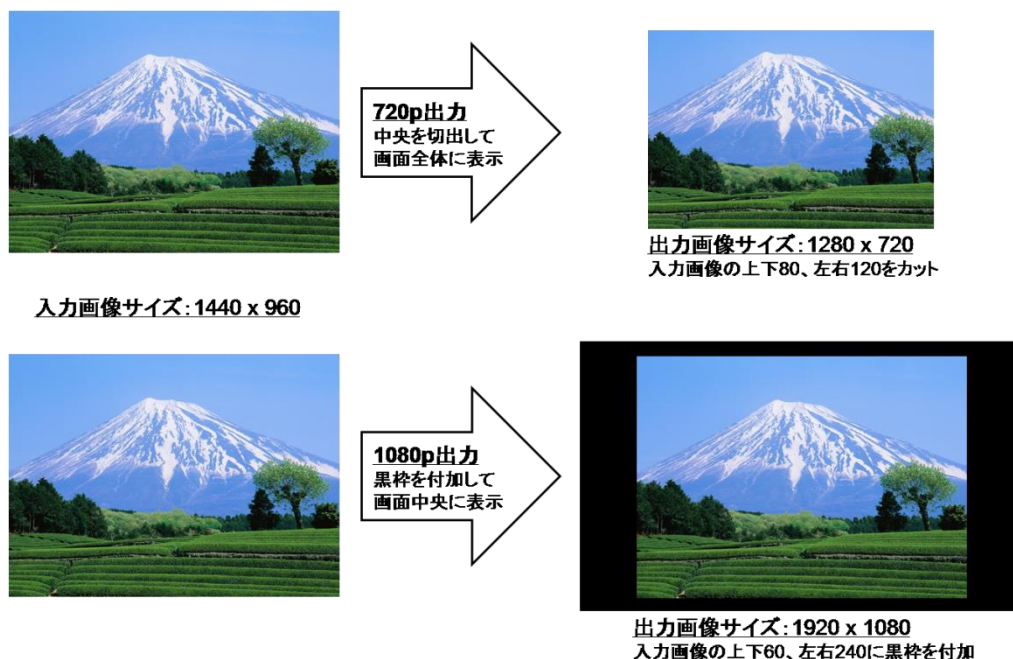 720p出力
中央を切出して
画面全体に表示
出力画像サイズ:1280 x 720
入力画像の上下80、左右120をカット
入力画像サイズ:1440 x 960
1080p出力
黒枠を付加して
画面中央に表示
出力画像サイズ:1920 x 1080
入力画像の上下60、左右240に黒枠を付加